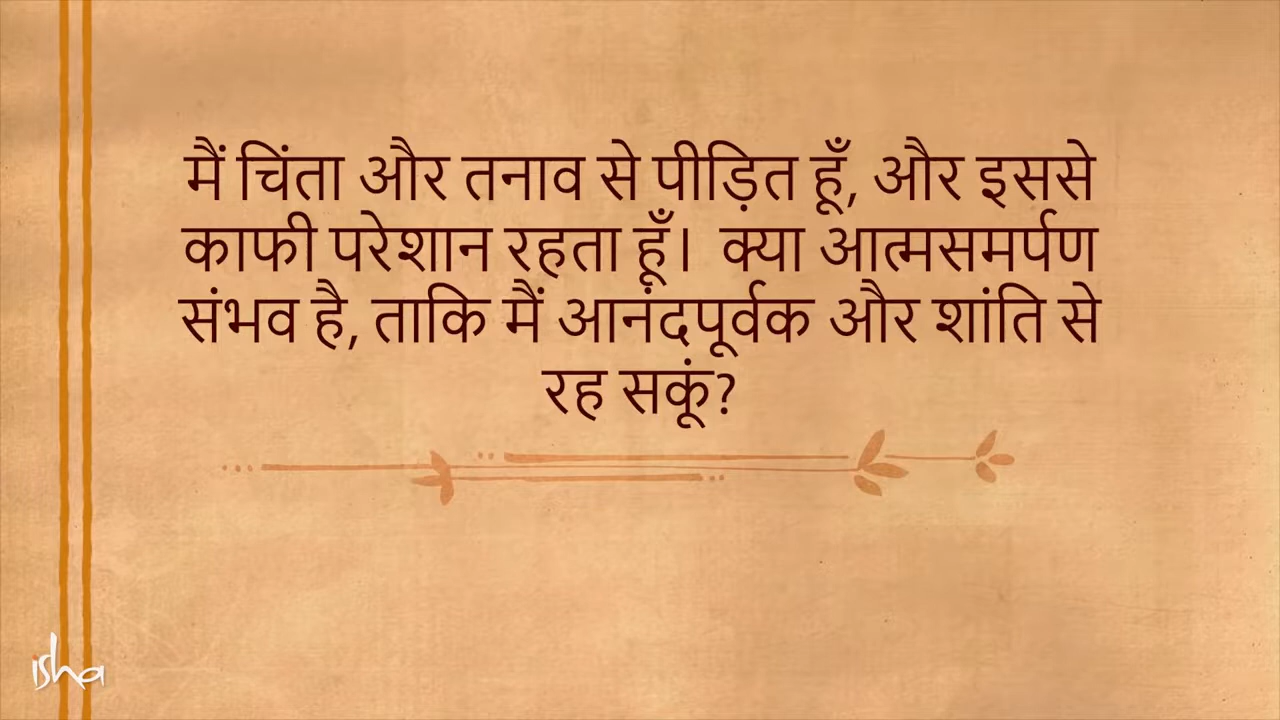 मैं चिंता और तनाव से पीड़ित हूँ, और इससे
काफी परेशान रहता हूँ।  क्या आत्मसमर्पण
संभव है, ताकि मैं आनंदपूर्वक और शांति से
रह सकूं?
isha